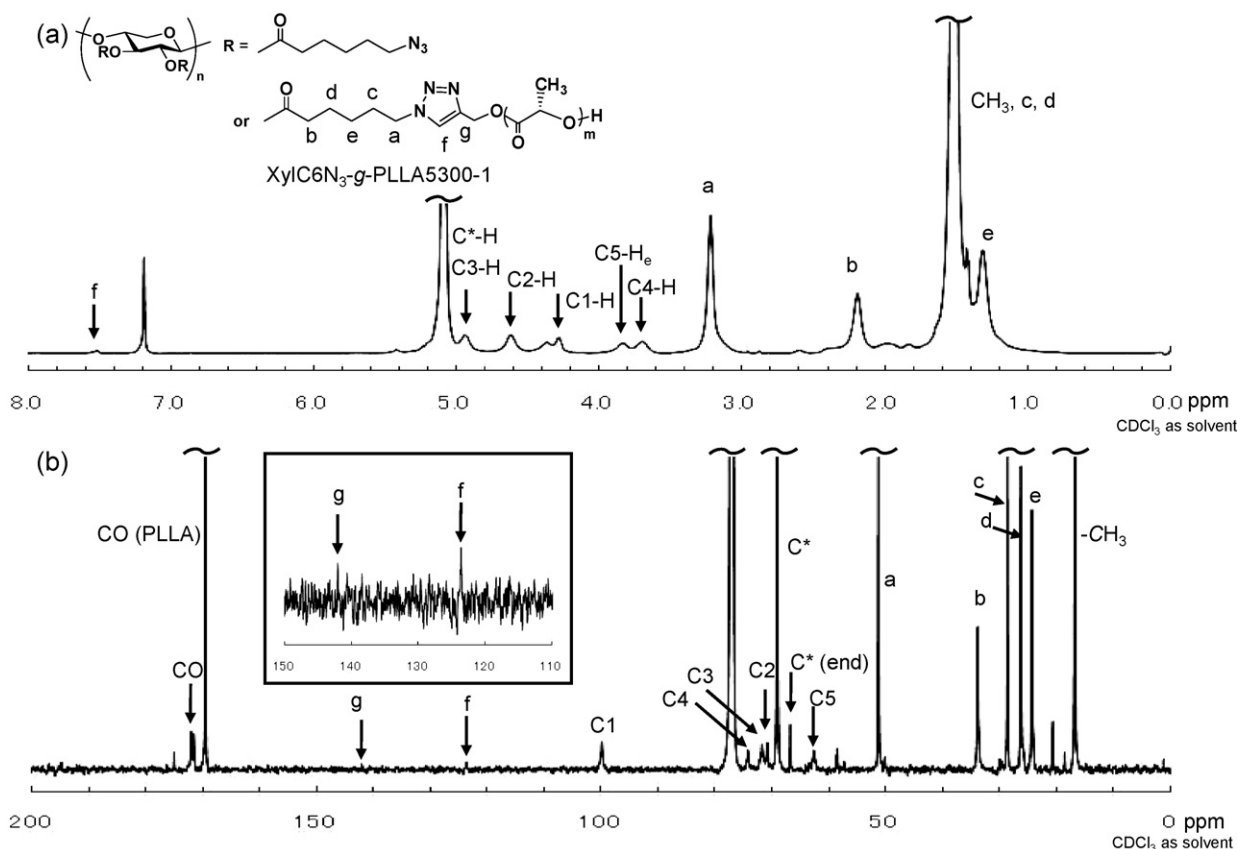 (a)
O
RO
O
OR
n
R =
O
N₃
or
O
b
d
e
c
a
N=N
N
N
f
g
O
CH₃
O
O
H
m
XylC6N₃-g-PLLA5300-1
f
C*-H
C3-H
C2-H
C1-H
C5-Hₑ
C4-H
a
b
CH₃, c, d
e
8.0 7.0 6.0 5.0 4.0 3.0 2.0 1.0 0.0 ppm
CDCl₃ as solvent
(b)
CO (PLLA)
CO
g
f
150 140 130 120 110
g
f
C1
C4
C3
C2
C*
C* (end)
C5
a
b
c
d
e
-CH₃
200 150 100 50 0 ppm
CDCl₃ as solvent